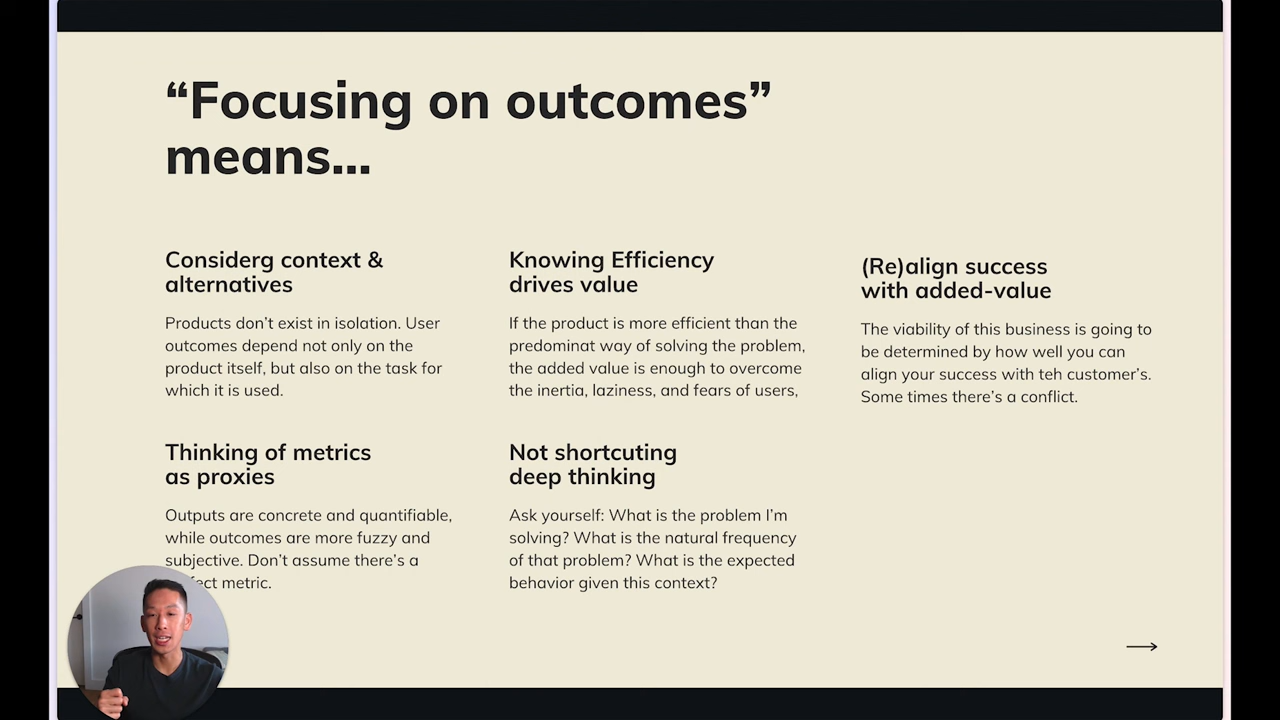 “Focusing on outcomes”
means...
Considerg context &
alternatives
Products don’t exist in isolation. User
outcomes depend not only on the
product itself, but also on the task for
which it is used.
Knowing Efficiency
drives value
If the product is more efficient than the
predominat way of solving the problem,
the added value is enough to overcome
the inertia, laziness, and fears of users,
(Re)align success
with added-value
The viability of this business is going to
be determined by how well you can
align your success with teh customer’s.
Some times there’s a conflict.
Thinking of metrics
as proxies
Outputs are concrete and quantifiable,
while outcomes are more fuzzy and
subjective. Don’t assume there’s a
metric.
Not shortcuting
deep thinking
Ask yourself: What is the problem I’m
solving? What is the natural frequency
of that problem? What is the expected
behavior given this context?